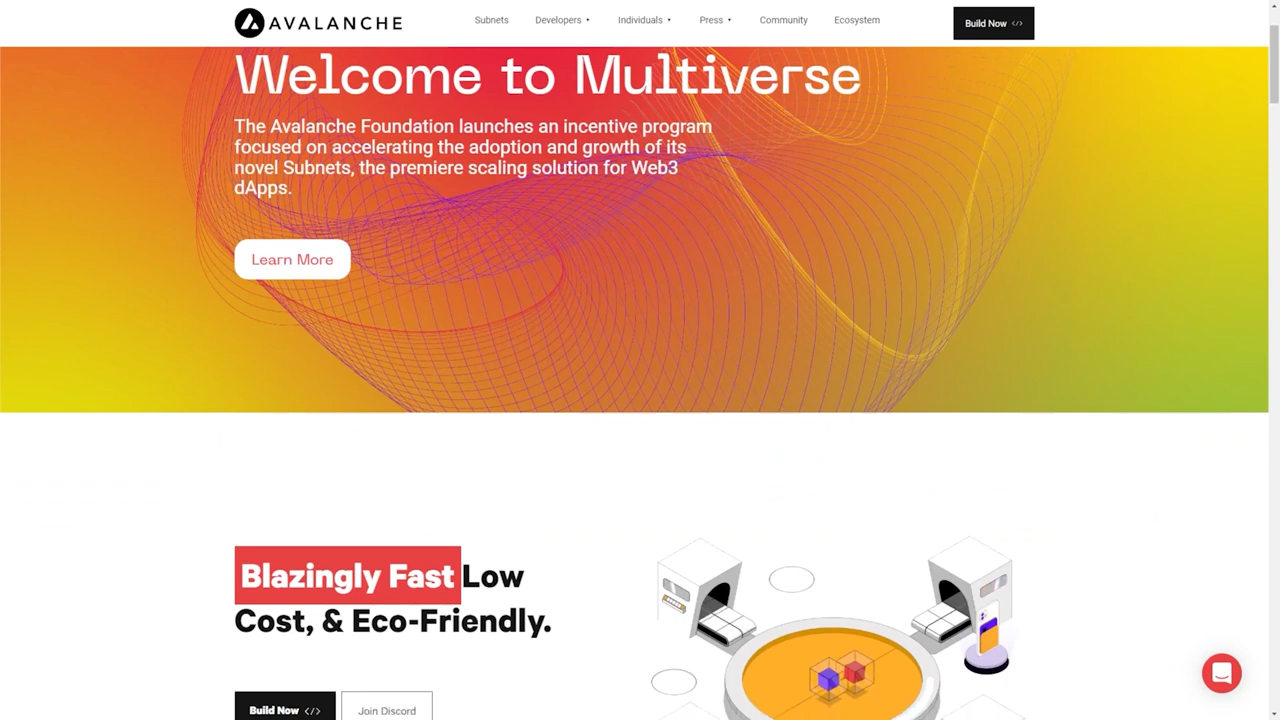 AVALANCHE
Subnets
Developers
Individuals
Press
Community
Ecosystem
Build Now </>
Welcome to Multiverse
The Avalanche Foundation launches an incentive program
focused on accelerating the adoption and growth of its
novel Subnets, the premiere scaling solution for Web3
dApps.
Learn More
Blazingly Fast Low
Cost, & Eco-Friendly.
Build Now </>
Join Discord